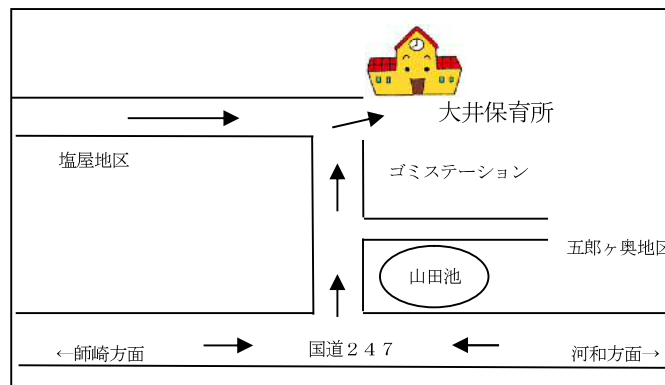 大井保育所
塩屋地区
ゴミステーション
五郎ヶ奥地区
山田池
←師崎方面
国道２４７
河和方面→